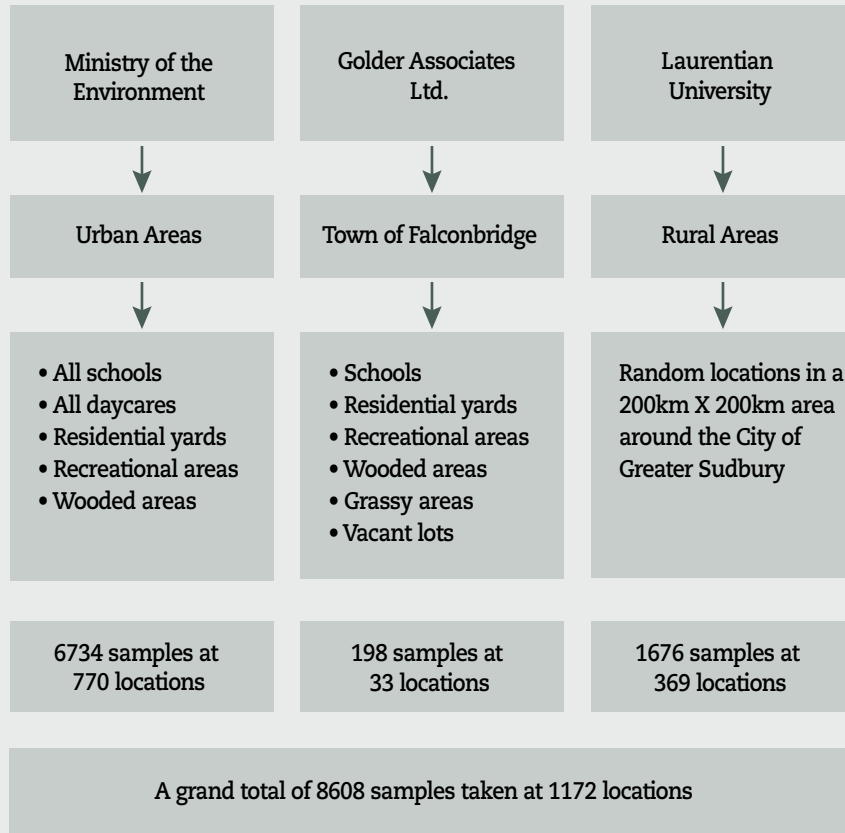 Ministry of the
Environment
Golder Associates
Ltd.
Laurentian
University
Urban Areas
Town of Falconbridge
Rural Areas
• All schools
• All daycares
• Residential yards
• Recreational areas
• Wooded areas
• Schools
• Residential yards
• Recreational areas
• Wooded areas
• Grassy areas
• Vacant lots
Random locations in a
200km X 200km area
around the City of
Greater Sudbury
6734 samples at
770 locations
198 samples at
33 locations
1676 samples at
369 locations
A grand total of 8608 samples taken at 1172 locations